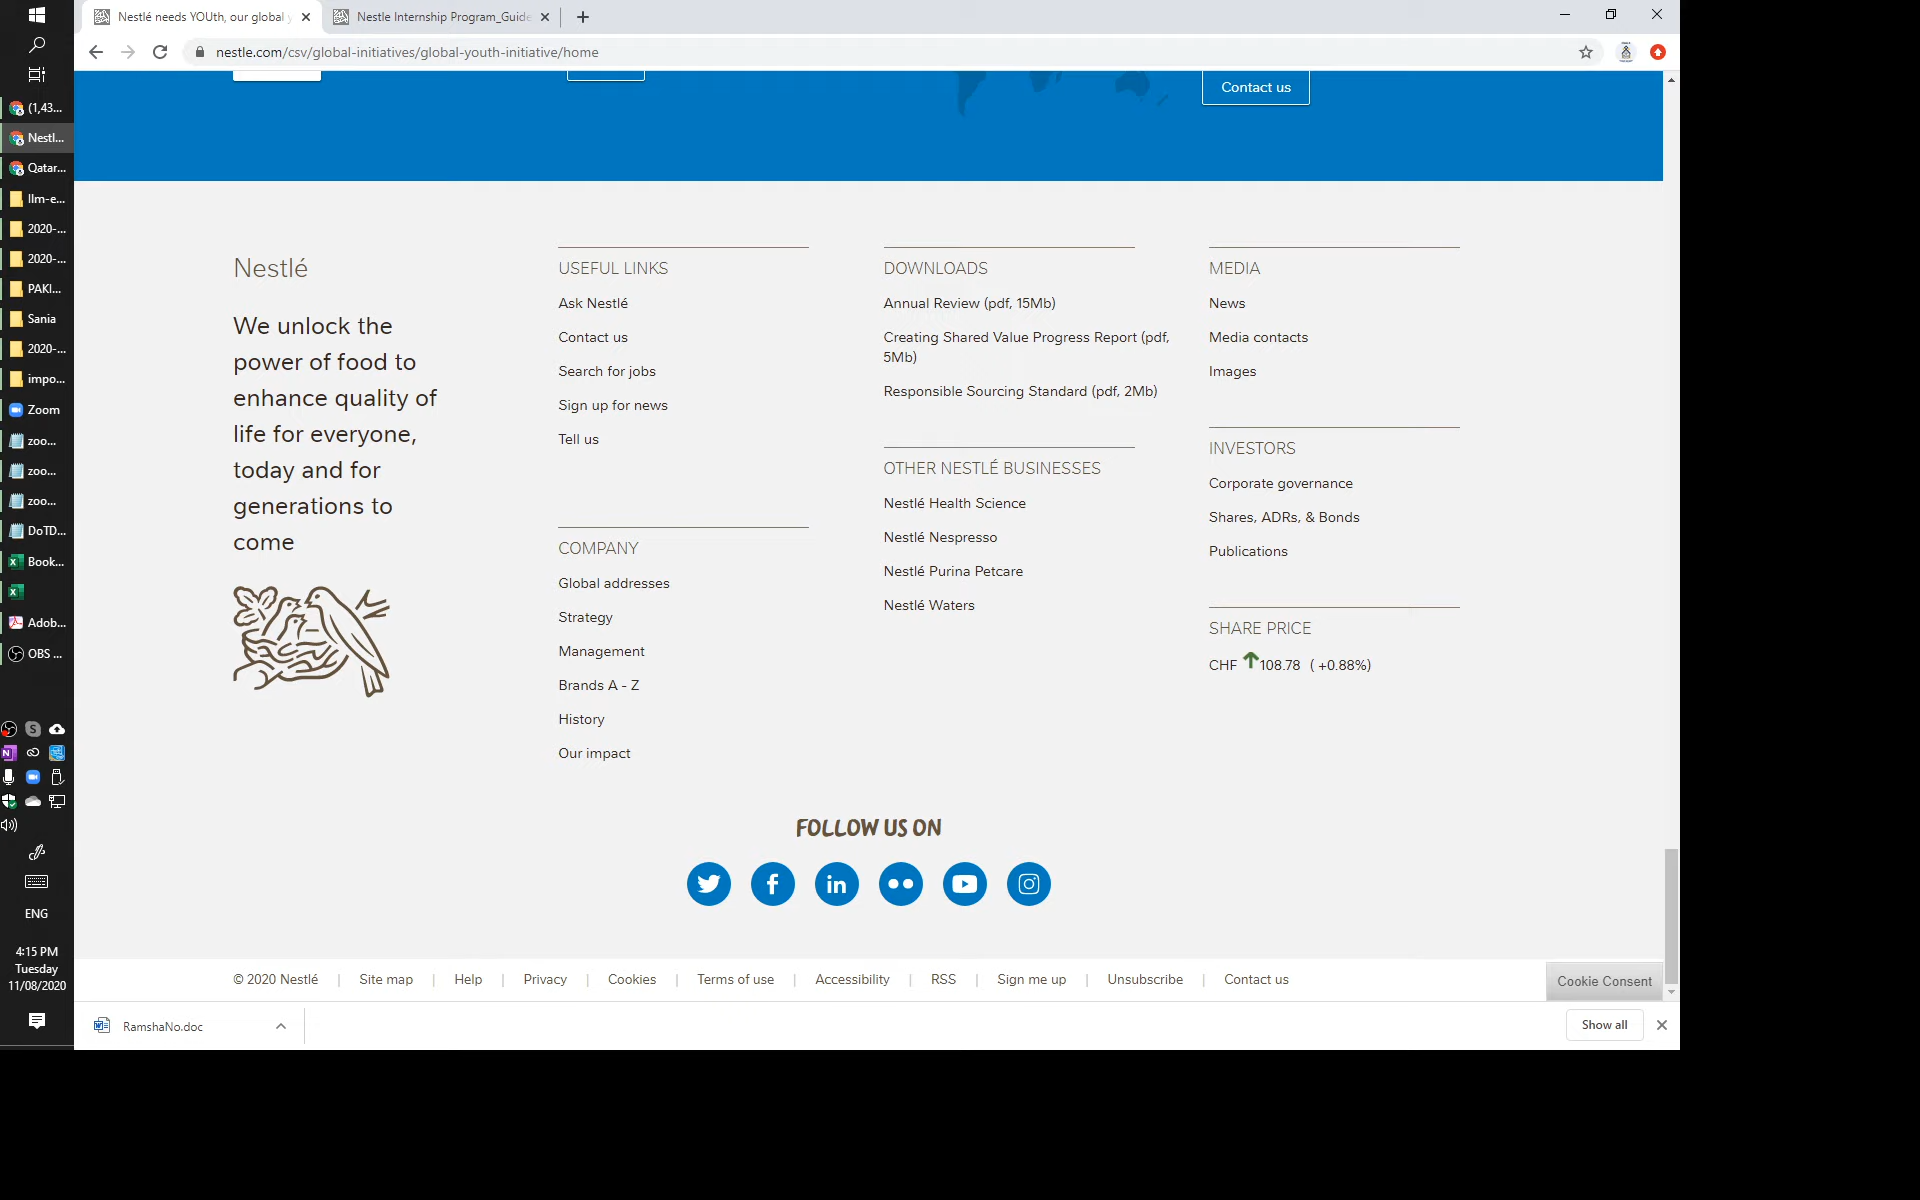 Nestlé needs YOUth, our global y
Nestle Internship Program_Guide
nestle.com/csv/global-initiatives/global-youth-initiative/home
(1,43...
Nestl...
Qatar...
llm-e...
2020-...
2020-...
PAKI...
Sania
2020-...
impo...
Zoom
zoo...
zoo...
zoo...
DoTD...
Book...
Adob...
OBS ...
ENG
4:15 PM
Tuesday
11/08/2020
Contact us
Nestlé
We unlock the
power of food to
enhance quality of
life for everyone,
today and for
generations to
come
USEFUL LINKS
Ask Nestlé
Contact us
Search for jobs
Sign up for news
Tell us
COMPANY
Global addresses
Strategy
Management
Brands A - Z
History
Our impact
DOWNLOADS
Annual Review (pdf, 15Mb)
Creating Shared Value Progress Report (pdf,
5Mb)
Responsible Sourcing Standard (pdf, 2Mb)
OTHER NESTLÉ BUSINESSES
Nestlé Health Science
Nestlé Nespresso
Nestlé Purina Petcare
Nestlé Waters
MEDIA
News
Media contacts
Images
INVESTORS
Corporate governance
Shares, ADRs, & Bonds
Publications
SHARE PRICE
CHF 108.78 ( +0.88%)
FOLLOW US ON
© 2020 Nestlé | Site map | Help | Privacy | Cookies | Terms of use | Accessibility | RSS | Sign me up | Unsubscribe | Contact us
Cookie Consent
RamshaNo.doc
Show all